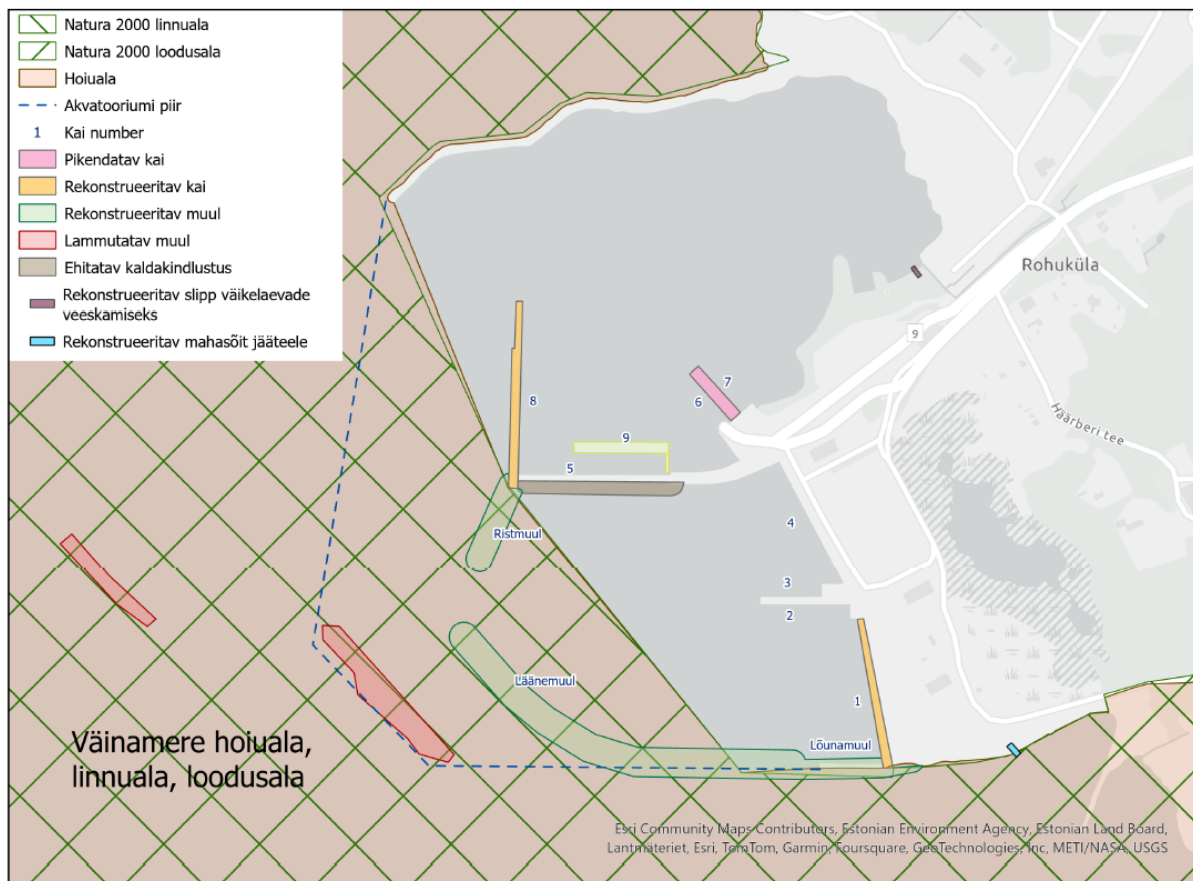 Natura 2000 linnuala
Natura 2000 loodusala
Hoiuala
Akvatooriumi piir
1 Kai number
Pikendatav kai
Rekonstrueeritav kai
Rekonstrueeritav muul
Lammutatav muul
Ehitatav kaldakindlustus
Rekonstrueeritav slipp väikelaevade
veeskamiseks
Rekonstrueeritav mahasõit jääteele
Rohuküla
9
Häärberi tee
7
6
8
9
5
4
Ristmuul
3
2
Läänemuul
1
Lõunamuul
Väinamere hoiuala,
linnuala, loodusala
Esri Community Maps Contributors, Estonian Environment Agency, Estonian Land Board,
Lantmäteriet, Esri, TomTom, Garmin, Foursquare, GeoTechnologies, Inc, METI/NASA, USGS